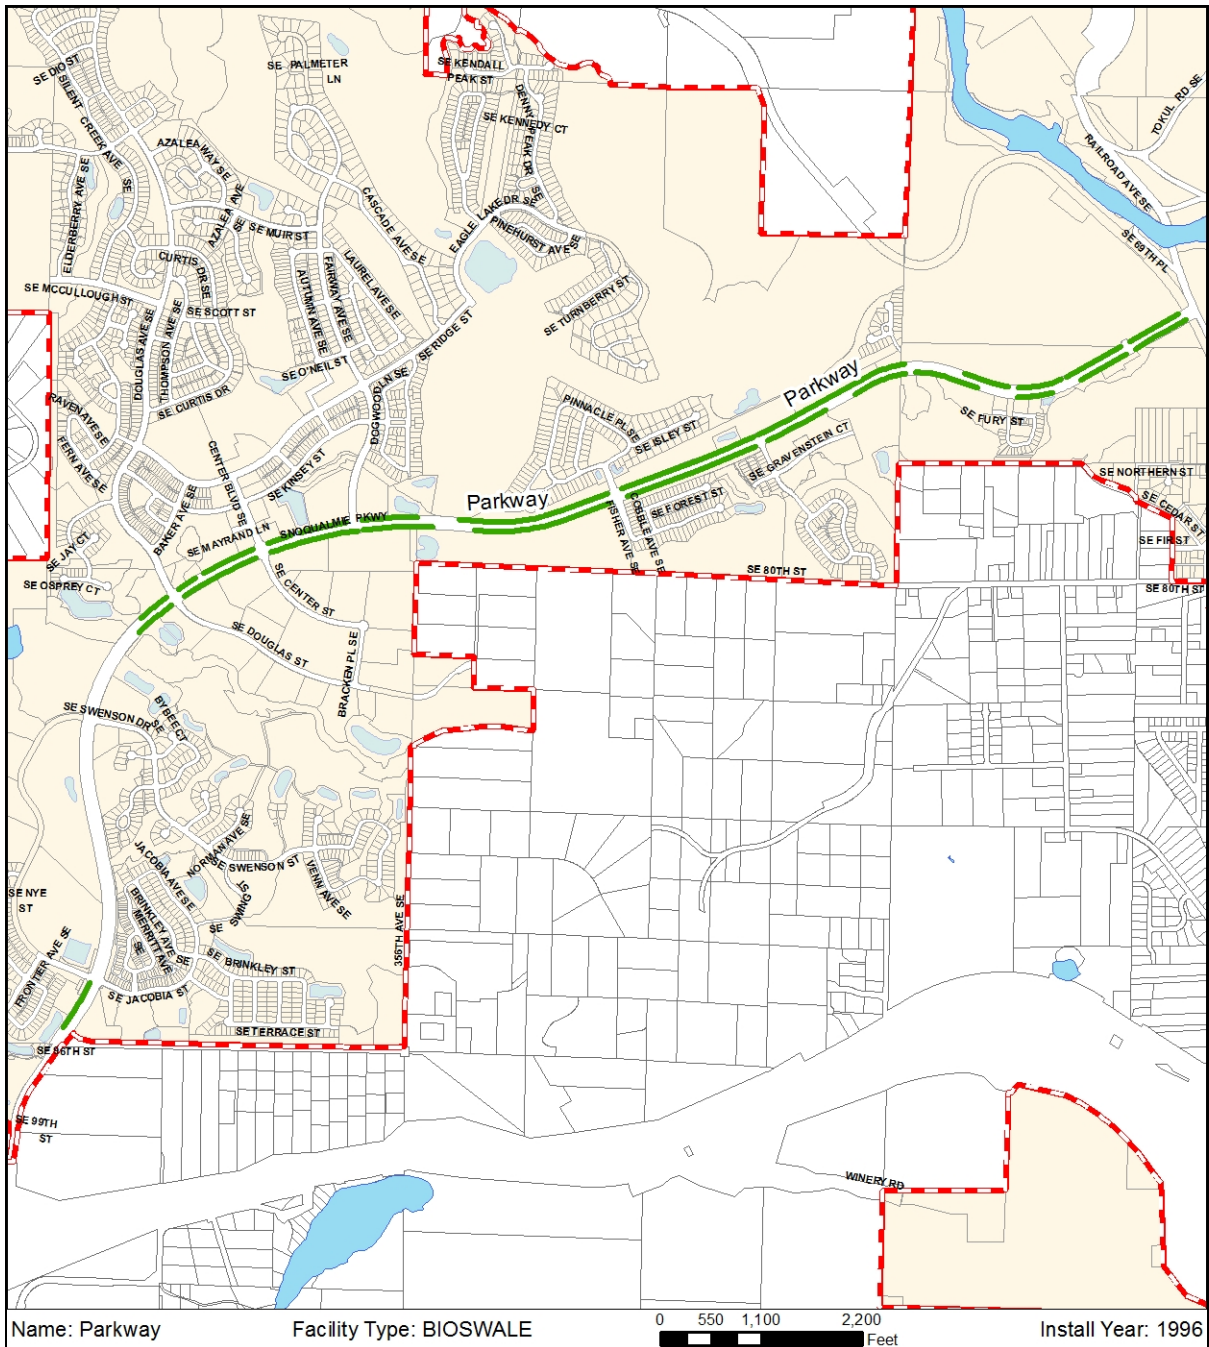 SE DIO ST
SILENT CREEK AVE SE
SE PALMETER
LN
SE KENDALL
PEAK ST
DENNY PEAK DR SE
SE KENNEDY CT
TOKUL RD SE
RAILROAD AVE SE
AZALEA WAY SE
ELDERBERRY AVE SE
AZALEA AVE SE
SE MUIR ST
CASCADE AVE SE
EAGLE LAKE DR SE
PINEHURST AVE SE
SE 69TH PL
CURTIS DR SE
LAUREL AVE SE
FAIRWAY AVE SE
AUTUMN AVE SE
SE MCCULLOUGH ST
SE SCOTT ST
SE TURNBERRY ST
DOUGLAS AVE SE
THOMPSON AVE SE
SE RIDGE ST
SE O'NEIL ST
SE CURTIS DR
DOGWOOD LN SE
Parkway
RAVEN AVE SE
FERN AVE SE
PINNACLE PL SE
SE ISLEY ST
SE FURY ST
SE GRAVENSTEIN CT
CENTER BLVD SE
SE KINSEY ST
SE NORTHERN ST
SE CEDAR ST
SE FIR ST
BAKER AVE SE
Parkway
SE FOREST ST
COBBLE AVE SE
FISHER AVE SE
SE MAYRAND LN
SNOQUALMIE PKWY
SE JAY CT
SE OSPREY CT
SE CENTER ST
SE 80TH ST
SE 80TH ST
SE DOUGLAS ST
BRACKEN PL SE
SE SWENSON DR
BYBEE CT SE
JACOBIA AVE SE
NORMAN AVE SE
SE SWENSON ST
VENN AVE SE
SE SWING ST
SE NYE
ST
BRINKLEY AVE SE
MERRITT AVE SE
356TH AVE SE
FRONTIER AVE SE
SE BRINKLEY ST
SE JACOBIA ST
SE TERRACE ST
SE 96TH ST
SE 99TH
ST
WINERY RD
Name: Parkway
Facility Type: BIOSWALE
0 550 1,100 2,200
Feet
Install Year: 1996